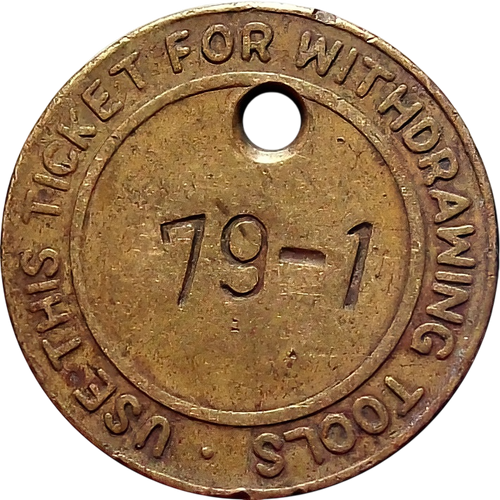 USE THIS TICKET FOR WITHDRAWING TOOLS ·
79-1